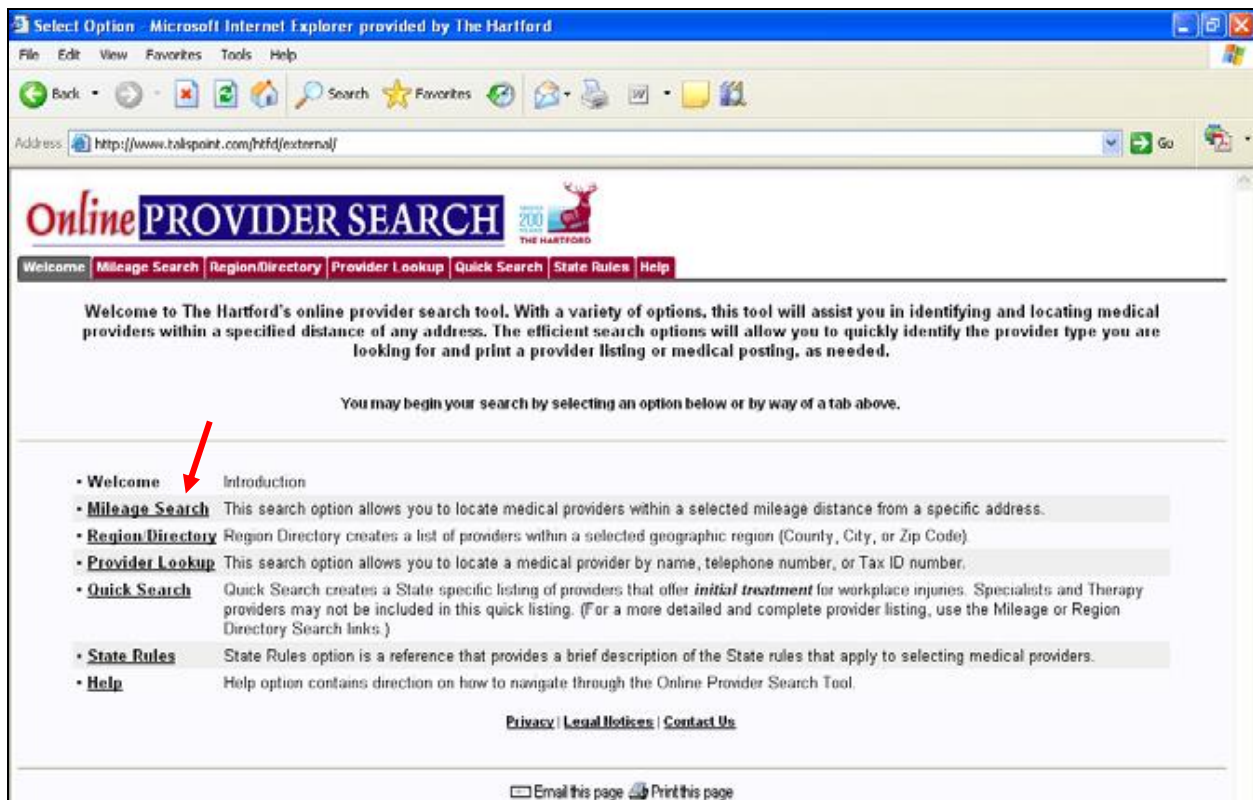 Select Option - Microsoft Internet Explorer provided by The Hartford
File Edit View Favorites Tools Help
Back Search Favorites
Address http://www.talispoint.com/htfd/external/ Go
Online PROVIDER SEARCH 200 YEARS THE HARTFORD
Welcome Mileage Search Region/Directory Provider Lookup Quick Search State Rules Help
Welcome to The Hartford's online provider search tool. With a variety of options, this tool will assist you in identifying and locating medical
providers within a specified distance of any address. The efficient search options will allow you to quickly identify the provider type you are
looking for and print a provider listing or medical posting, as needed.
You may begin your search by selecting an option below or by way of a tab above.
• Welcome Introduction
• Mileage Search This search option allows you to locate medical providers within a selected mileage distance from a specific address.
• Region/Directory Region Directory creates a list of providers within a selected geographic region (County, City, or Zip Code).
• Provider Lookup This search option allows you to locate a medical provider by name, telephone number, or Tax ID number.
• Quick Search Quick Search creates a State specific listing of providers that offer initial treatment for workplace injuries. Specialists and Therapy
providers may not be included in this quick listing. (For a more detailed and complete provider listing, use the Mileage or Region
Directory Search links.)
• State Rules State Rules option is a reference that provides a brief description of the State rules that apply to selecting medical providers.
• Help Help option contains direction on how to navigate through the Online Provider Search Tool.
Privacy | Legal Notices | Contact Us
Email this page Print this page